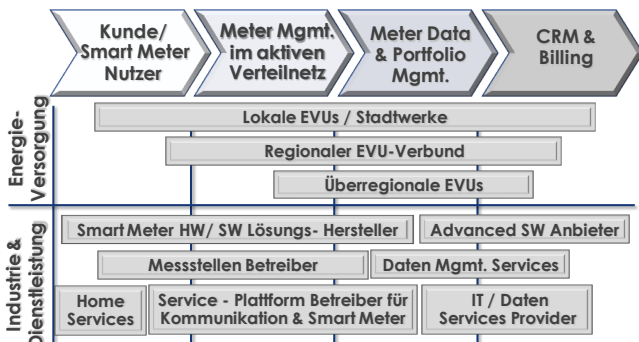 Kunde/
Smart Meter
Nutzer
Meter Mgmt.
im aktiven
Verteilnetz
Meter Data
& Portfolio
Mgmt.
CRM &
Billing
Energie-
Versorgung
Lokale EVUs / Stadtwerke
Regionaler EVU-Verbund
Überregionale EVUs
Industrie &
Dienstleistung
Smart Meter HW/ SW Lösungs- Hersteller
Advanced SW Anbieter
Messstellen Betreiber
Daten Mgmt. Services
Home
Services
Service - Plattform Betreiber für
Kommunikation & Smart Meter
IT / Daten
Services Provider